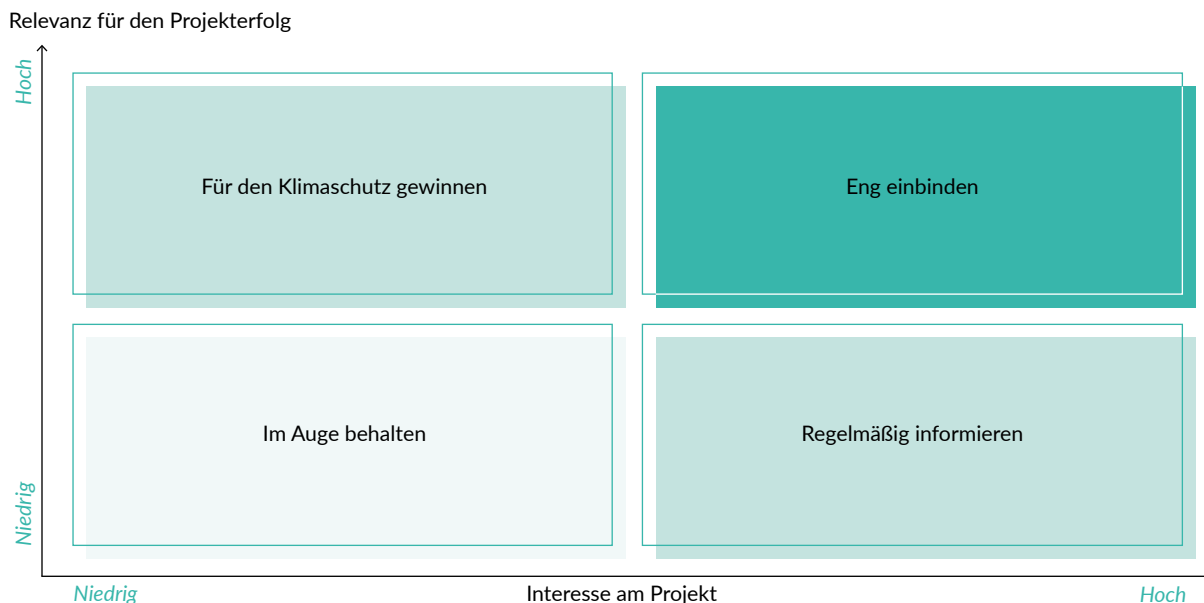 Relevanz für den Projekterfolg
Hoch
Für den Klimaschutz gewinnen
Eng einbinden
Im Auge behalten
Regelmäßig informieren
Niedrig
Niedrig
Interesse am Projekt
Hoch